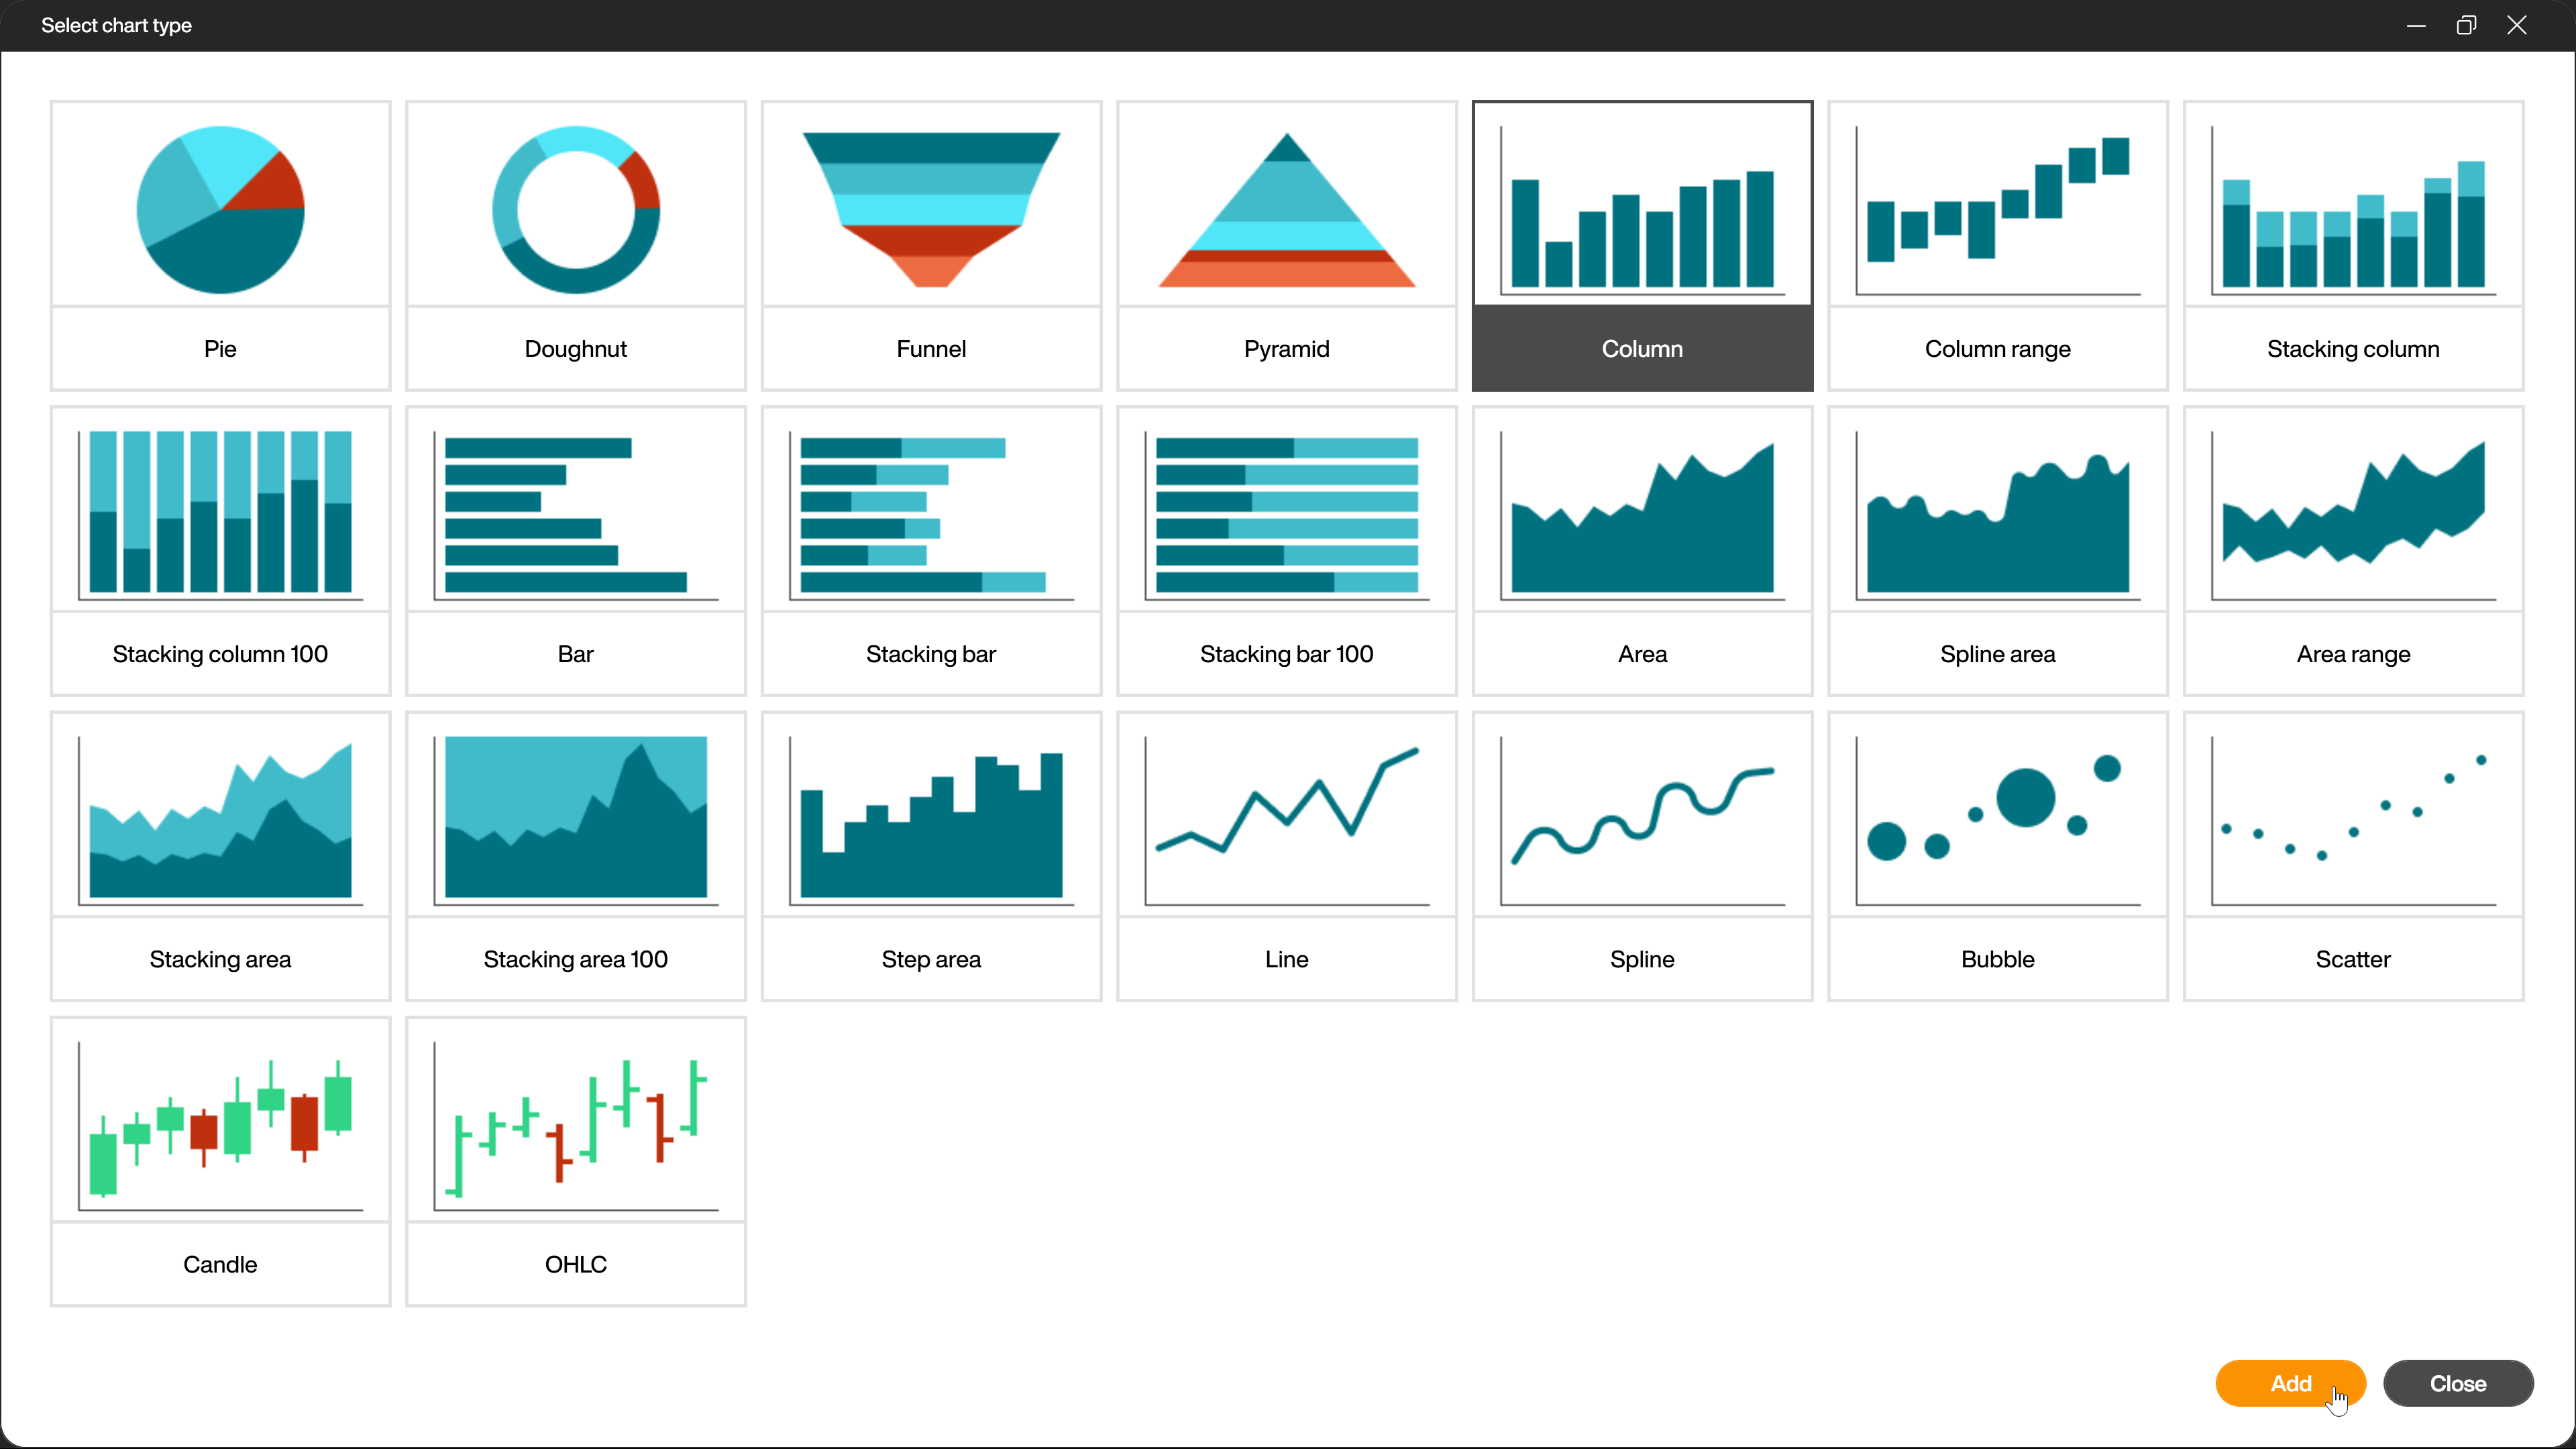 Select chart type
Pie
Doughnut
Funnel
Pyramid
Column
Column range
Stacking column
Stacking column 100
Bar
Stacking bar
Stacking bar 100
Area
Spline area
Area range
Stacking area
Stacking area 100
Step area
Line
Spline
Bubble
Scatter
Candle
OHLC
Add
Close